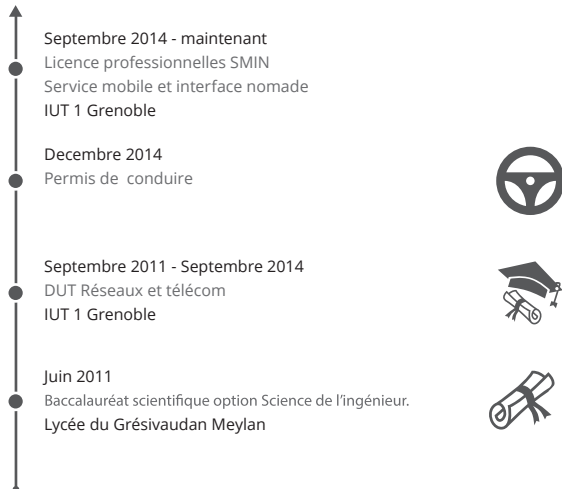 Septembre 2014 - maintenant
Licence professionnelles SMIN
Service mobile et interface nomade
IUT 1 Grenoble
Decembre 2014
Permis de conduire
Septembre 2011 - Septembre 2014
DUT Réseaux et télécom
IUT 1 Grenoble
Juin 2011
Baccalauréat scientifique option Science de l'ingénieur.
Lycée du Grésivaudan Meylan